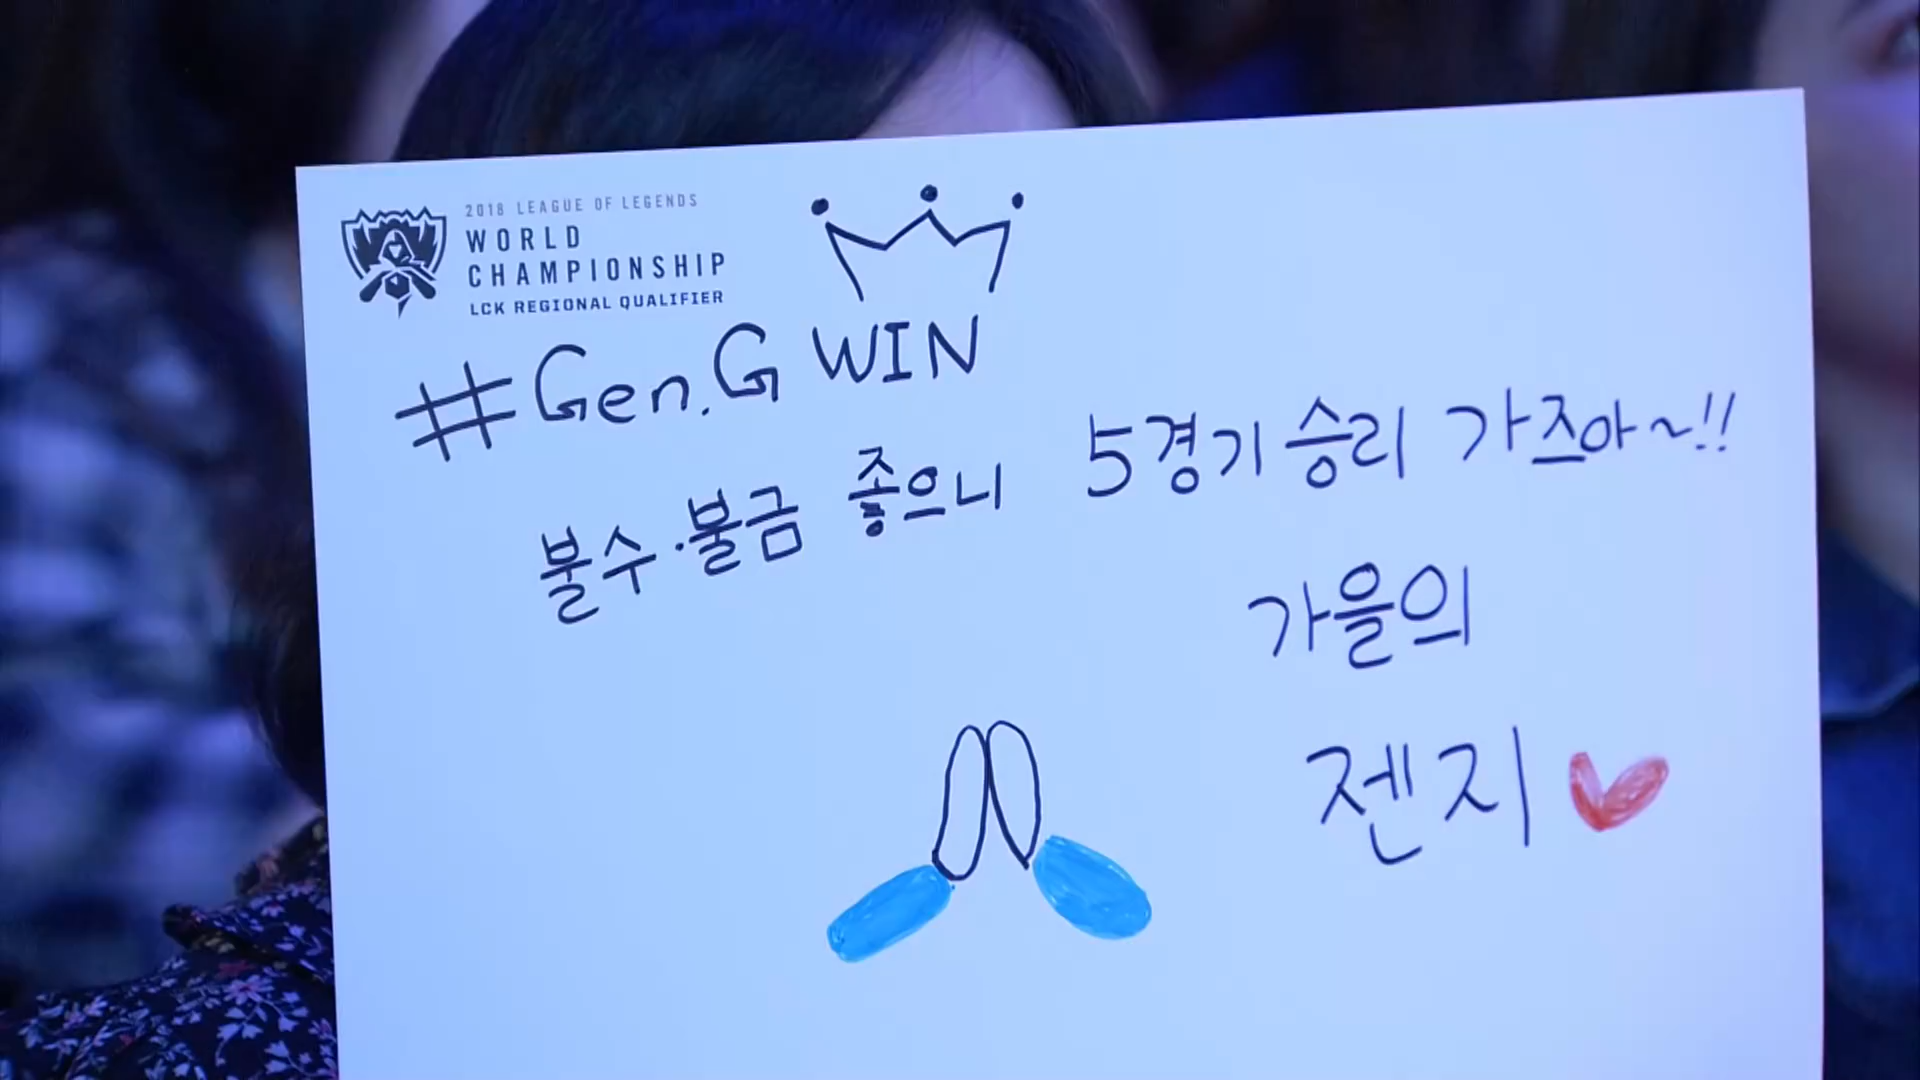 2018 LEAGUE OF LEGENDS
WORLD
CHAMPIONSHIP
LCK REGIONAL QUALIFIER
#Gen.G WIN
불수·불금 좋으니 5경기 승리 가즈아~!!
가을의
젠지